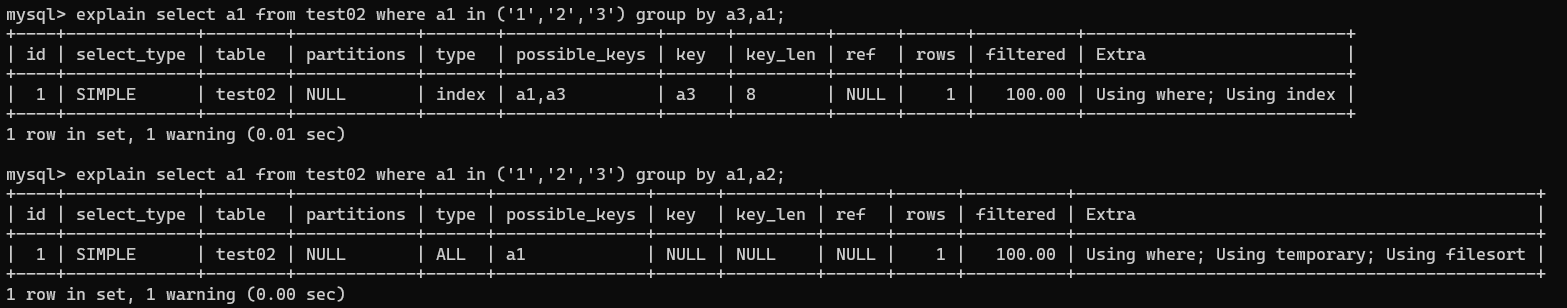 mysql> explain select a1 from test02 where a1 in ('1','2','3') group by a3,a1;
+----+-------------+--------+------------+-------+---------------+------+---------+------+------+----------+--------------------------+
| id | select_type | table  | partitions | type  | possible_keys | key  | key_len | ref  | rows | filtered | Extra                    |
+----+-------------+--------+------------+-------+---------------+------+---------+------+------+----------+--------------------------+
|  1 | SIMPLE      | test02 | NULL       | index | a1,a3         | a3   | 8       | NULL |    1 |   100.00 | Using where; Using index |
+----+-------------+--------+------------+-------+---------------+------+---------+------+------+----------+--------------------------+
1 row in set, 1 warning (0.01 sec)

mysql> explain select a1 from test02 where a1 in ('1','2','3') group by a1,a2;
+----+-------------+--------+------------+------+---------------+------+---------+------+------+----------+----------------------------------------------+
| id | select_type | table  | partitions | type | possible_keys | key  | key_len | ref  | rows | filtered | Extra                                        |
+----+-------------+--------+------------+------+---------------+------+---------+------+------+----------+----------------------------------------------+
|  1 | SIMPLE      | test02 | NULL       | ALL  | a1            | NULL | NULL    | NULL |    1 |   100.00 | Using where; Using temporary; Using filesort |
+----+-------------+--------+------------+------+---------------+------+---------+------+------+----------+----------------------------------------------+
1 row in set, 1 warning (0.00 sec)